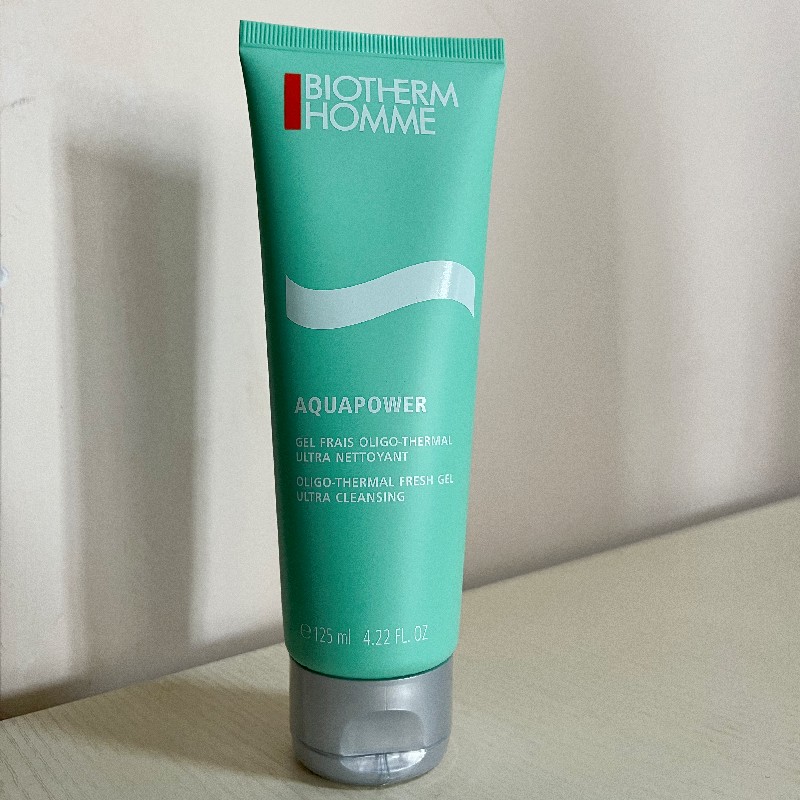 BIOTHERM
HOMME
AQUAPOWER
GEL FRAIS OLIGO-THERMAL
ULTRA NETTOYANT
OLIGO-THERMAL FRESH GEL
ULTRA CLEANSING
℮125 ml 4.22 FL. OZ